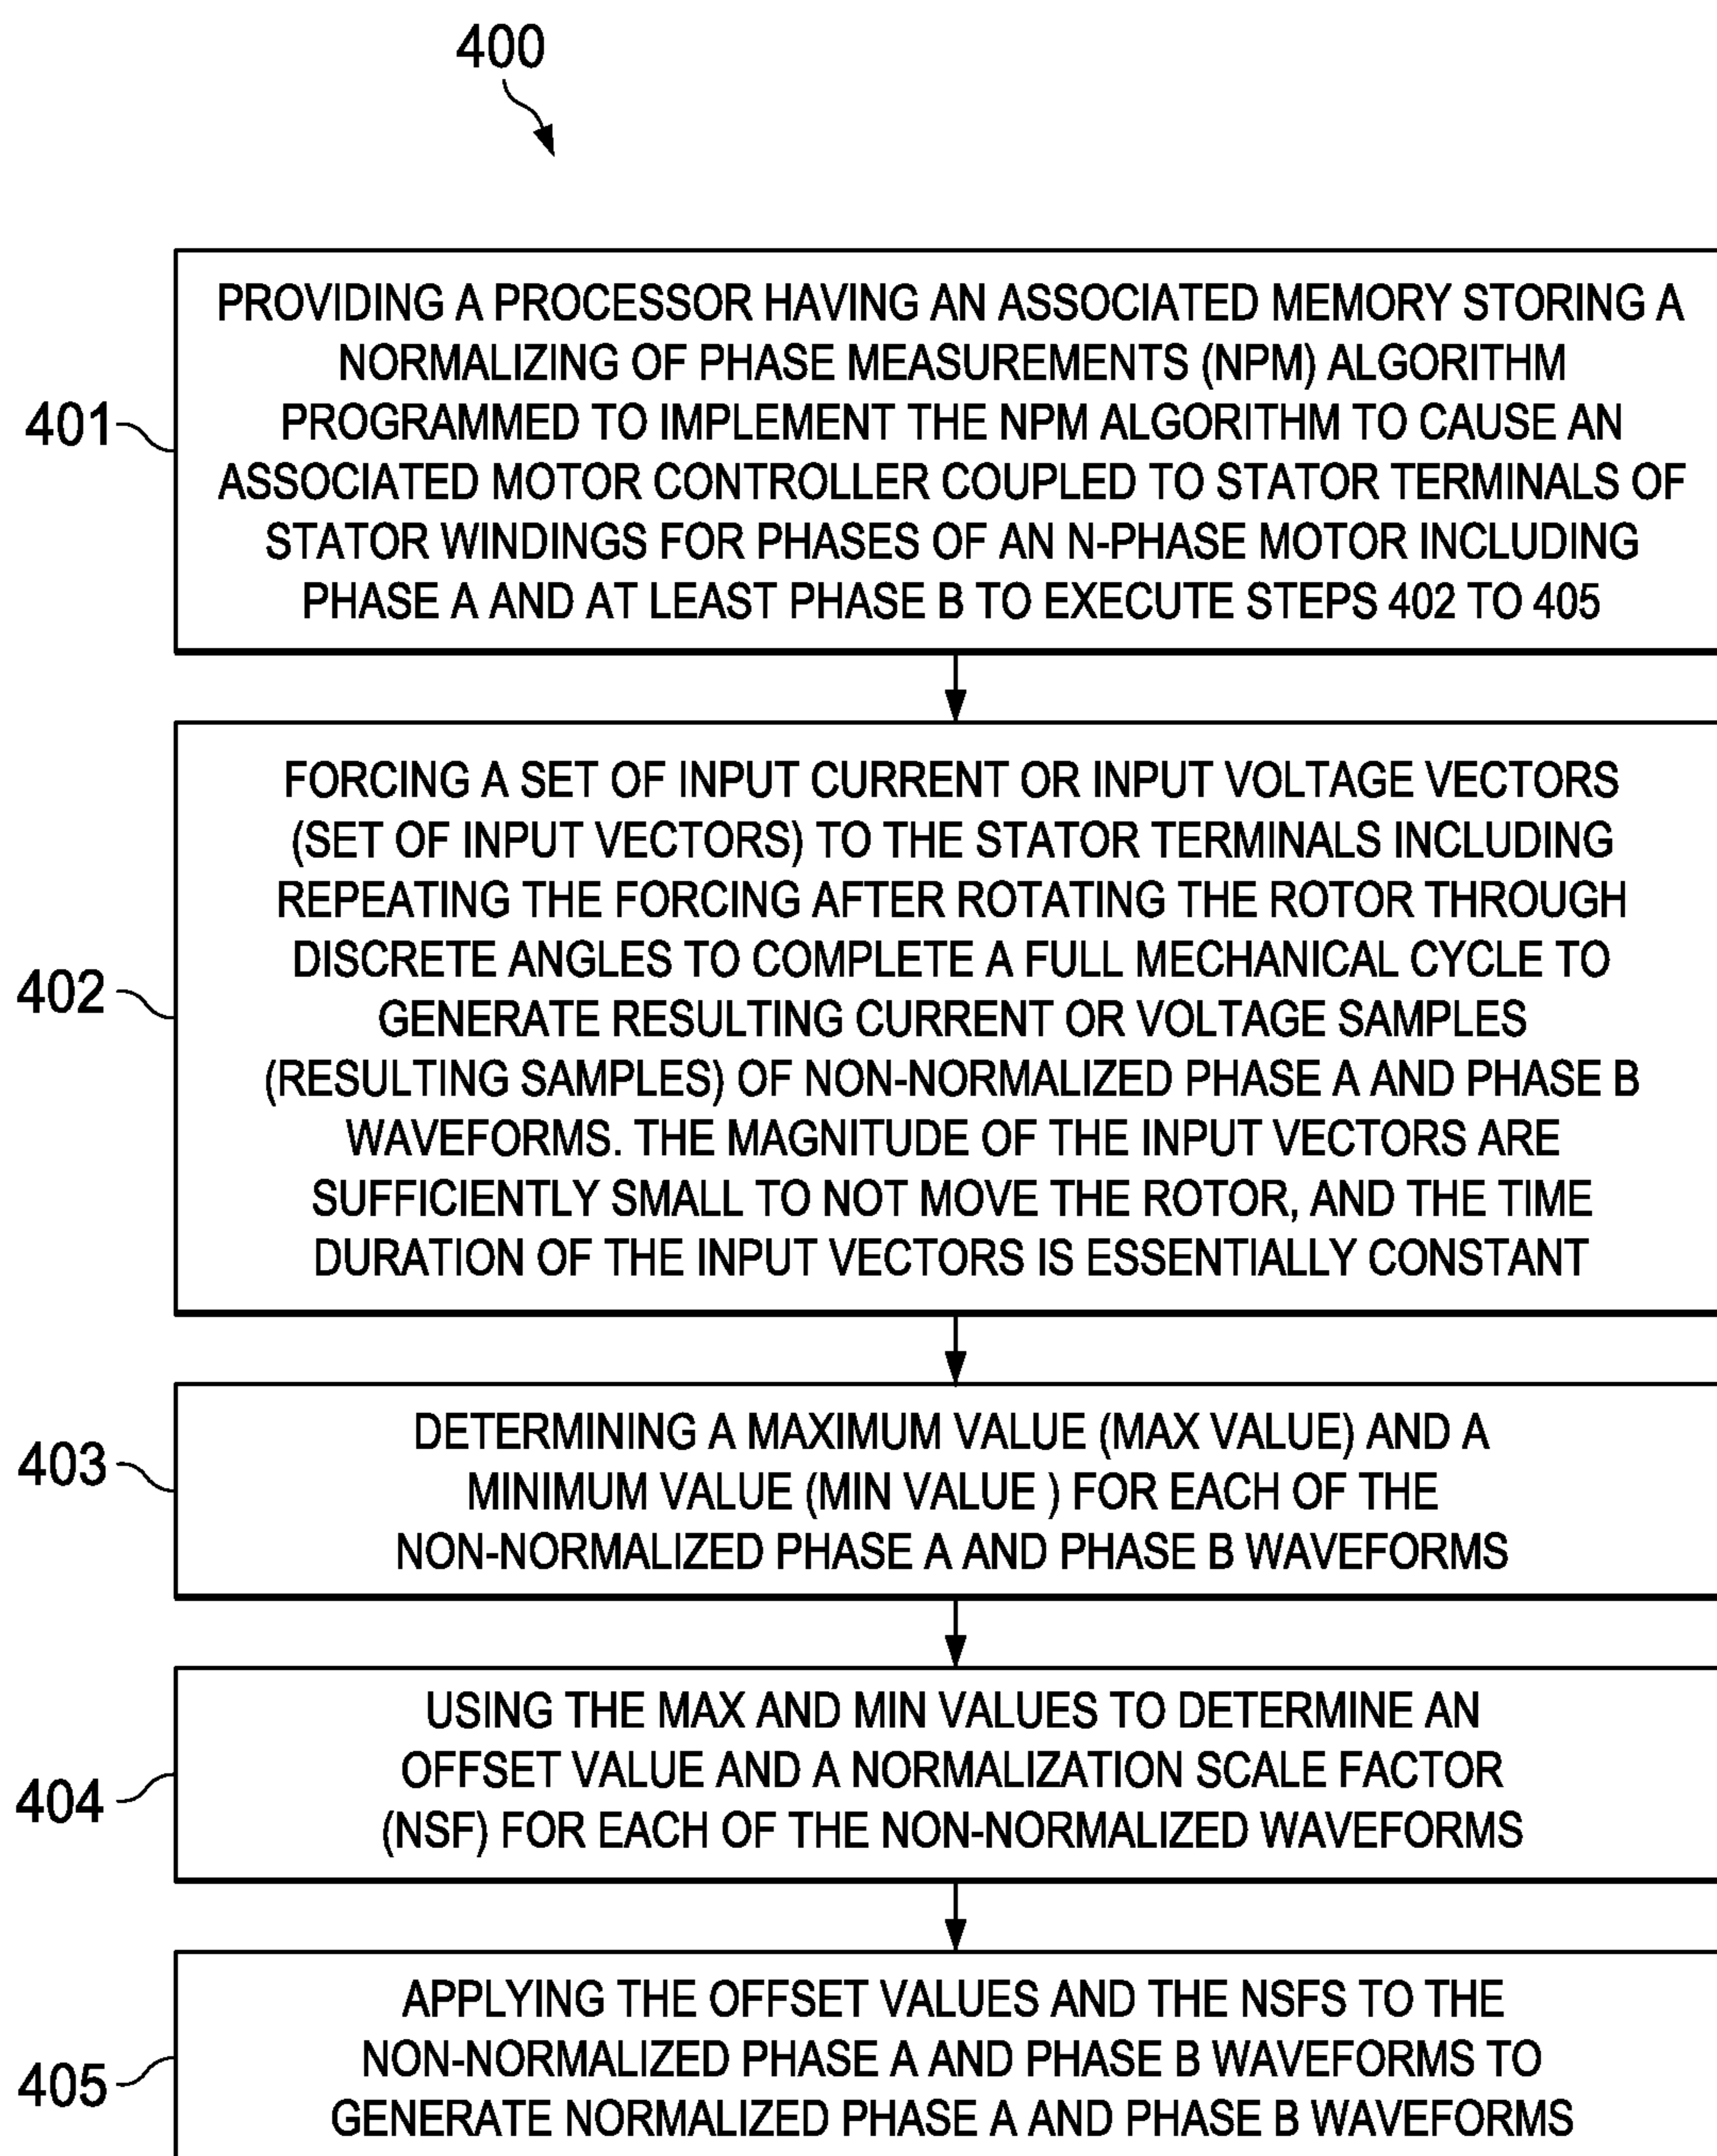 400
401
PROVIDING A PROCESSOR HAVING AN ASSOCIATED MEMORY STORING A
NORMALIZING OF PHASE MEASUREMENTS (NPM) ALGORITHM
PROGRAMMED TO IMPLEMENT THE NPM ALGORITHM TO CAUSE AN
ASSOCIATED MOTOR CONTROLLER COUPLED TO STATOR TERMINALS OF
STATOR WINDINGS FOR PHASES OF AN N-PHASE MOTOR INCLUDING
PHASE A AND AT LEAST PHASE B TO EXECUTE STEPS 402 TO 405
402
FORCING A SET OF INPUT CURRENT OR INPUT VOLTAGE VECTORS
(SET OF INPUT VECTORS) TO THE STATOR TERMINALS INCLUDING
REPEATING THE FORCING AFTER ROTATING THE ROTOR THROUGH
DISCRETE ANGLES TO COMPLETE A FULL MECHANICAL CYCLE TO
GENERATE RESULTING CURRENT OR VOLTAGE SAMPLES
(RESULTING SAMPLES) OF NON-NORMALIZED PHASE A AND PHASE B
WAVEFORMS. THE MAGNITUDE OF THE INPUT VECTORS ARE
SUFFICIENTLY SMALL TO NOT MOVE THE ROTOR, AND THE TIME
DURATION OF THE INPUT VECTORS IS ESSENTIALLY CONSTANT
403
DETERMINING A MAXIMUM VALUE (MAX VALUE) AND A
MINIMUM VALUE (MIN VALUE ) FOR EACH OF THE
NON-NORMALIZED PHASE A AND PHASE B WAVEFORMS
404
USING THE MAX AND MIN VALUES TO DETERMINE AN
OFFSET VALUE AND A NORMALIZATION SCALE FACTOR
(NSF) FOR EACH OF THE NON-NORMALIZED WAVEFORMS
405
APPLYING THE OFFSET VALUES AND THE NSFS TO THE
NON-NORMALIZED PHASE A AND PHASE B WAVEFORMS TO
GENERATE NORMALIZED PHASE A AND PHASE B WAVEFORMS